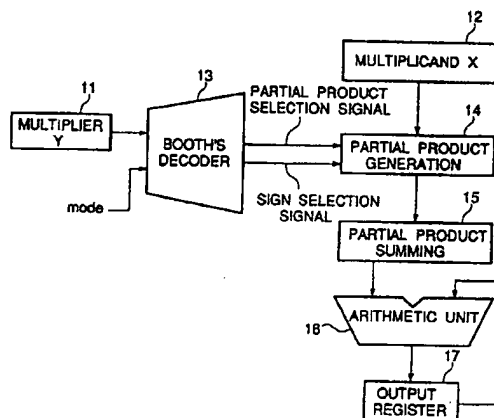 12
MULTIPLICAND X
13
PARTIAL PRODUCT
SELECTION SIGNAL
11
MULTIPLIER
Y
BOOTH'S
DECODER
14
PARTIAL PRODUCT
GENERATION
mode
SIGN SELECTION
SIGNAL
15
PARTIAL PRODUCT
SUMMING
ARITHMETIC UNIT
16
17
OUTPUT
REGISTER